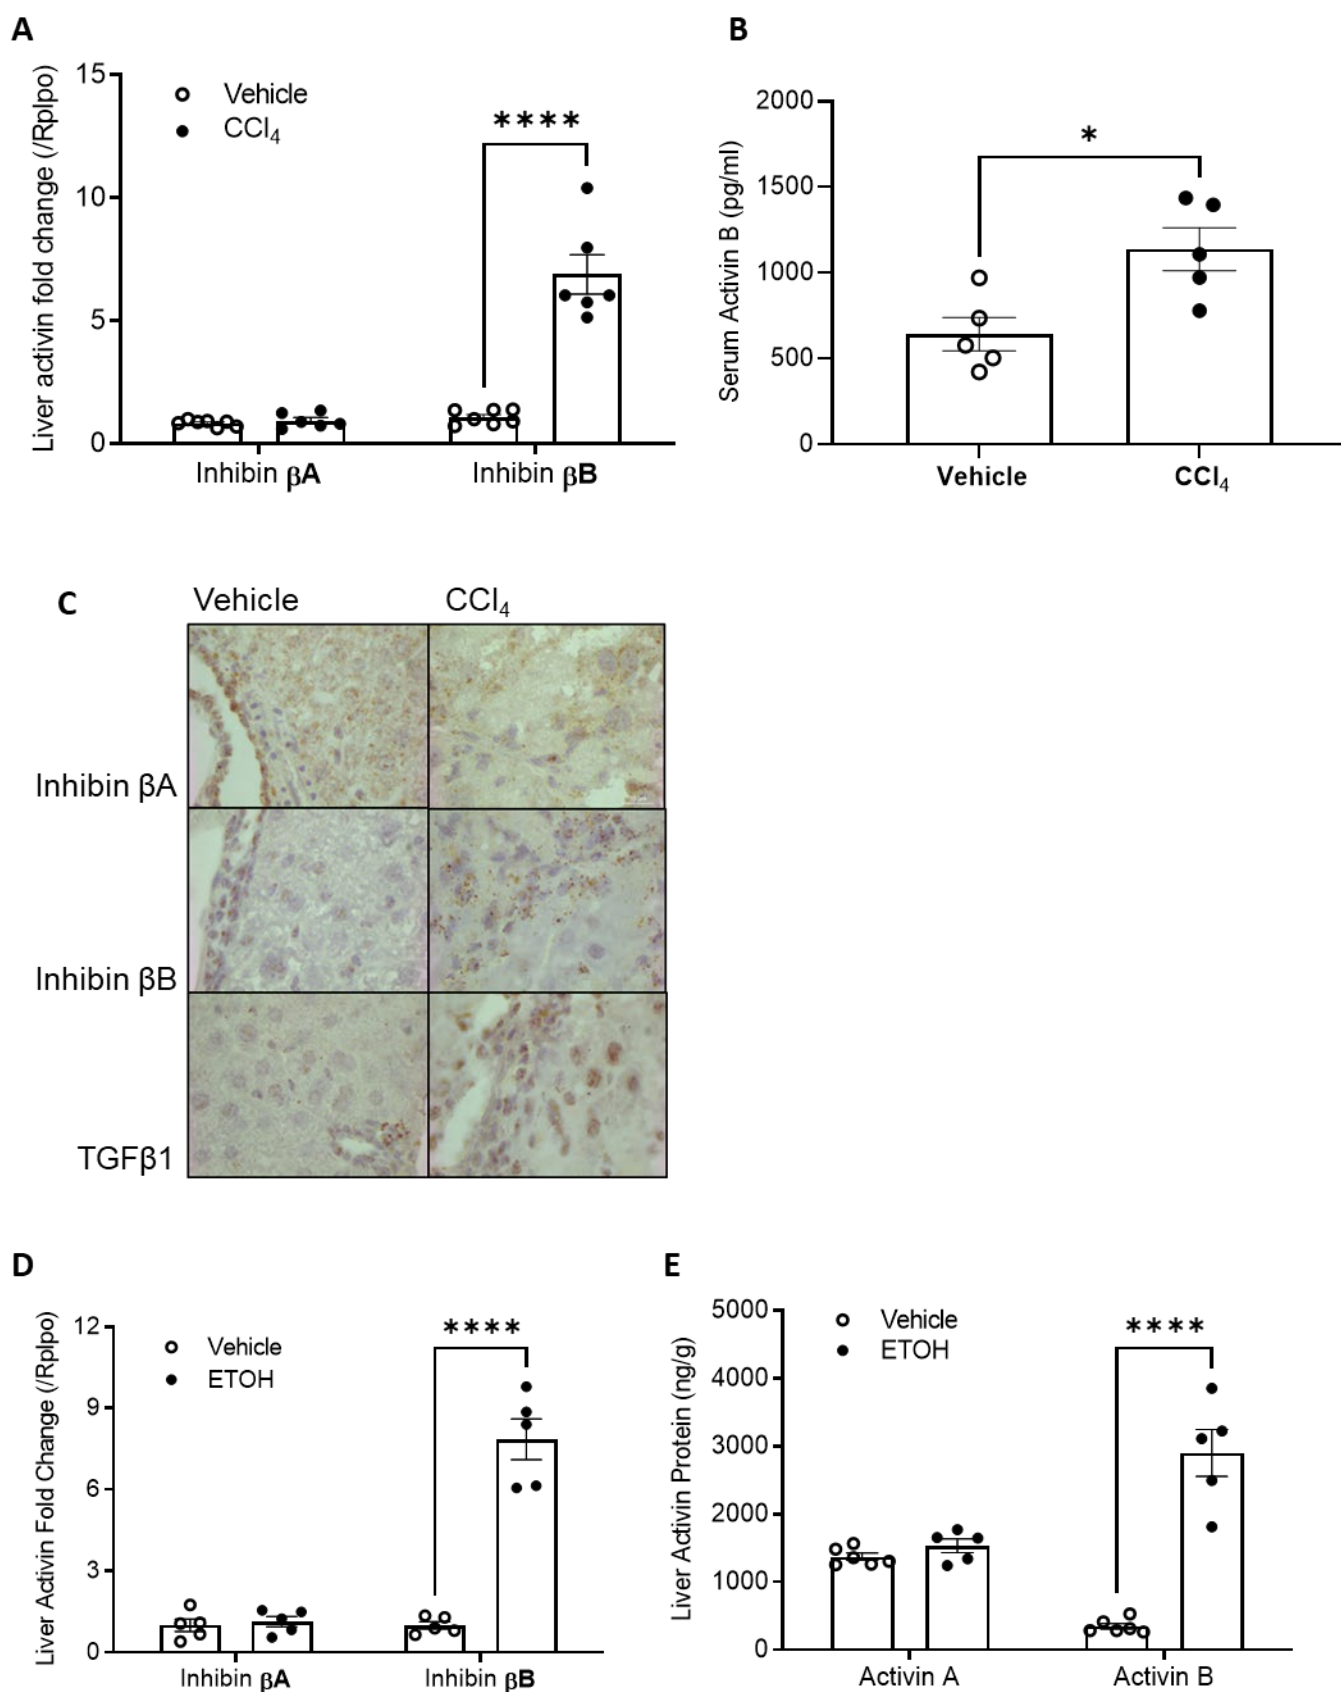 A
Liver activin fold change (/Rplpo)
15
10
5
0
Vehicle
CCl4
****
Inhibin βA
Inhibin βB
B
Serum Activin B (pg/ml)
2000
1500
1000
500
0
*
Vehicle
CCl4
C
Vehicle
CCl4
Inhibin βA
Inhibin βB
TGFβ1
D
Liver Activin Fold Change (/Rplpo)
12
9
6
3
0
Vehicle
ETOH
****
Inhibin βA
Inhibin βB
E
Liver Activin Protein (ng/g)
5000
4000
3000
2000
1000
0
Vehicle
ETOH
****
Activin A
Activin B